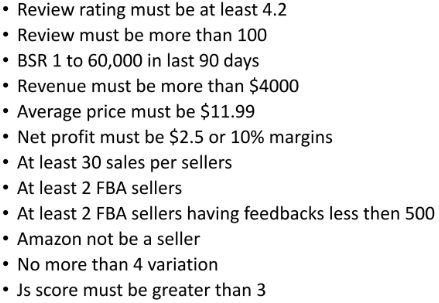 • Review rating must be at least 4.2
• Review must be more than 100
• BSR 1 to 60,000 in last 90 days
• Revenue must be more than $4000
• Average price must be $11.99
• Net profit must be $2.5 or 10% margins
• At least 30 sales per sellers
• At least 2 FBA sellers
• At least 2 FBA sellers having feedbacks less then 500
• Amazon not be a seller
• No more than 4 variation
• Js score must be greater than 3